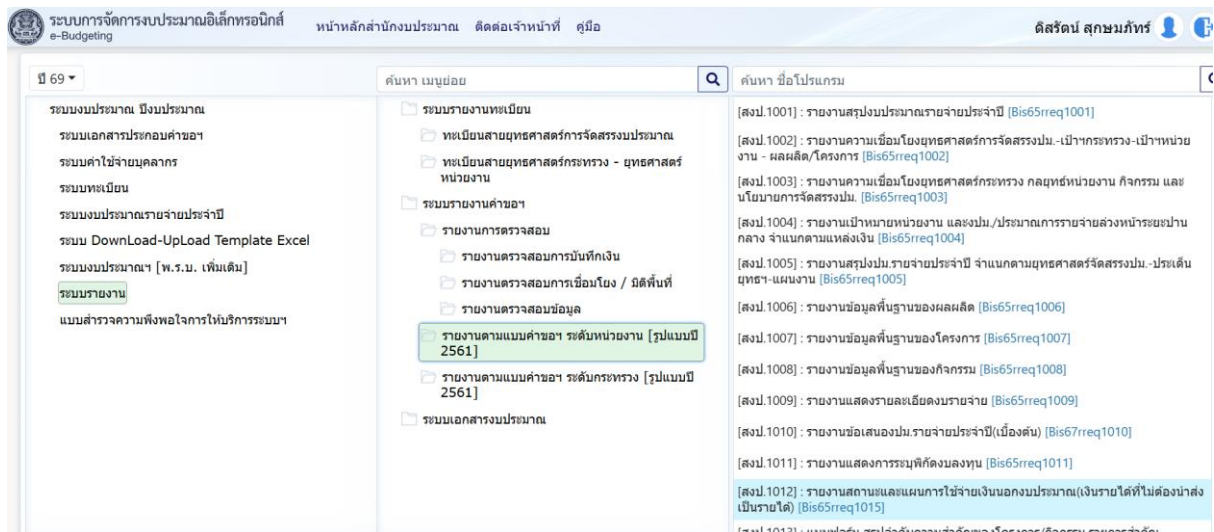 ระบบการจัดการงบประมาณอิเล็กทรอนิกส์
e-Budgeting
หน้าหลักสำนักงบประมาณ ติดต่อเจ้าหน้าที่ คู่มือ
ดิสรัตน์ สุกษมภัทร์
ปี 69
ระบบงบประมาณ ปีงบประมาณ
ระบบเอกสารประกอบคำขอฯ
ระบบค่าใช้จ่ายบุคลากร
ระบบทะเบียน
ระบบงบประมาณรายจ่ายประจำปี
ระบบ DownLoad-UpLoad Template Excel
ระบบงบประมาณฯ [พ.ร.บ. เพิ่มเติม]
ระบบรายงาน
แบบสำรวจความพึงพอใจการให้บริการระบบฯ
ค้นหา เมนูย่อย
ระบบรายงานทะเบียน
ทะเบียนสายยุทธศาสตร์การจัดสรรงบประมาณ
ทะเบียนสายยุทธศาสตร์กระทรวง - ยุทธศาสตร์
หน่วยงาน
ระบบรายงานคำขอฯ
รายงานการตรวจสอบ
รายงานตรวจสอบการบันทึกเงิน
รายงานตรวจสอบการเชื่อมโยง / มิติพื้นที่
รายงานตรวจสอบข้อมูล
รายงานตามแบบคำขอฯ ระดับหน่วยงาน [รูปแบบปี
2561]
รายงานตามแบบคำขอฯ ระดับกระทรวง [รูปแบบปี
2561]
ระบบเอกสารงบประมาณ
ค้นหา ชื่อโปรแกรม
[สงป.1001] : รายงานสรุปงบประมาณรายจ่ายประจำปี [Bis65rreq1001]
[สงป.1002] : รายงานความเชื่อมโยงยุทธศาสตร์การจัดสรรงปม.-เป้าฯกระทรวง-เป้าฯหน่วย
งาน - ผลผลิต/โครงการ [Bis65rreq1002]
[สงป.1003] : รายงานความเชื่อมโยงยุทธศาสตร์กระทรวง กลยุทธ์หน่วยงาน กิจกรรม และ
นโยบายการจัดสรรงปม. [Bis65rreq1003]
[สงป.1004] : รายงานเป้าหมายหน่วยงาน และงปม./ประมาณการรายจ่ายล่วงหน้าระยะปาน
กลาง จำแนกตามแหล่งเงิน [Bis65rreq1004]
[สงป.1005] : รายงานสรุปงปม.รายจ่ายประจำปี จำแนกตามยุทธศาสตร์จัดสรรงปม.-ประเด็น
ยุทธฯ-แผนงาน [Bis65rreq1005]
[สงป.1006] : รายงานข้อมูลพื้นฐานของผลผลิต [Bis65rreq1006]
[สงป.1007] : รายงานข้อมูลพื้นฐานของโครงการ [Bis65rreq1007]
[สงป.1008] : รายงานข้อมูลพื้นฐานของกิจกรรม [Bis65rreq1008]
[สงป.1009] : รายงานแสดงรายละเอียดงบรายจ่าย [Bis65rreq1009]
[สงป.1010] : รายงานข้อเสนองปม.รายจ่ายประจำปี(เบื้องต้น) [Bis67rreq1010]
[สงป.1011] : รายงานแสดงการระบุพิกัดงบลงทุน [Bis65rreq1011]
[สงป.1012] : รายงานสถานะและแผนการใช้จ่ายเงินนอกงบประมาณ(เงินรายได้ที่ไม่ต้องนำส่ง
เป็นรายได้) [Bis65rreq1015]